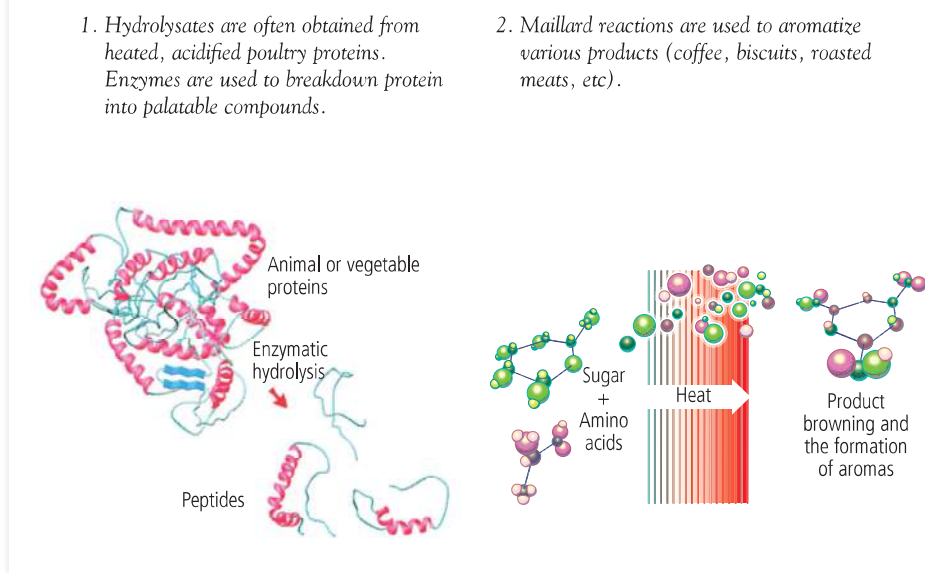 1. Hydrolysates are often obtained from
heated, acidified poultry proteins.
Enzymes are used to breakdown protein
into palatable compounds.
2. Maillard reactions are used to aromatize
various products (coffee, biscuits, roasted
meats, etc).
Animal or vegetable
proteins
Enzymatic
hydrolysis
Peptides
Sugar
+
Amino
acids
Heat
Product
browning and
the formation
of aromas